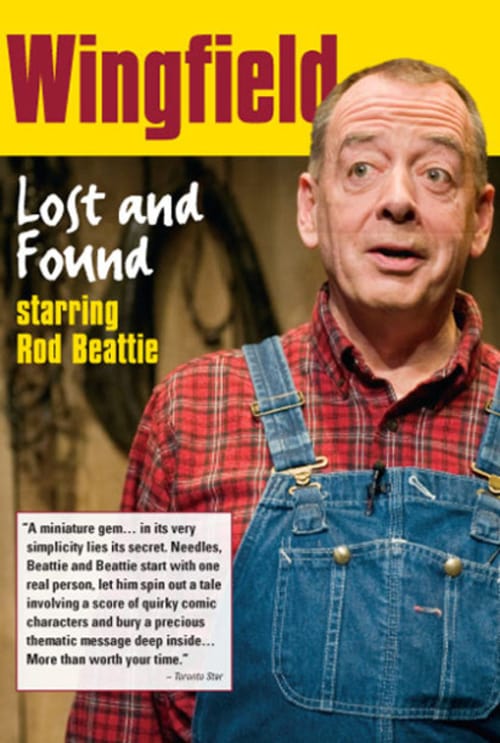 Wingfield
Lost and
Found
starring
Rod Beattie
"A miniature gem... in its very
simplicity lies its secret. Needles,
Beattie and Beattie start with one
real person, let him spin out a tale
involving a score of quirky comic
characters and bury a precious
thematic message deep inside...
More than worth your time."
– Toronto Star